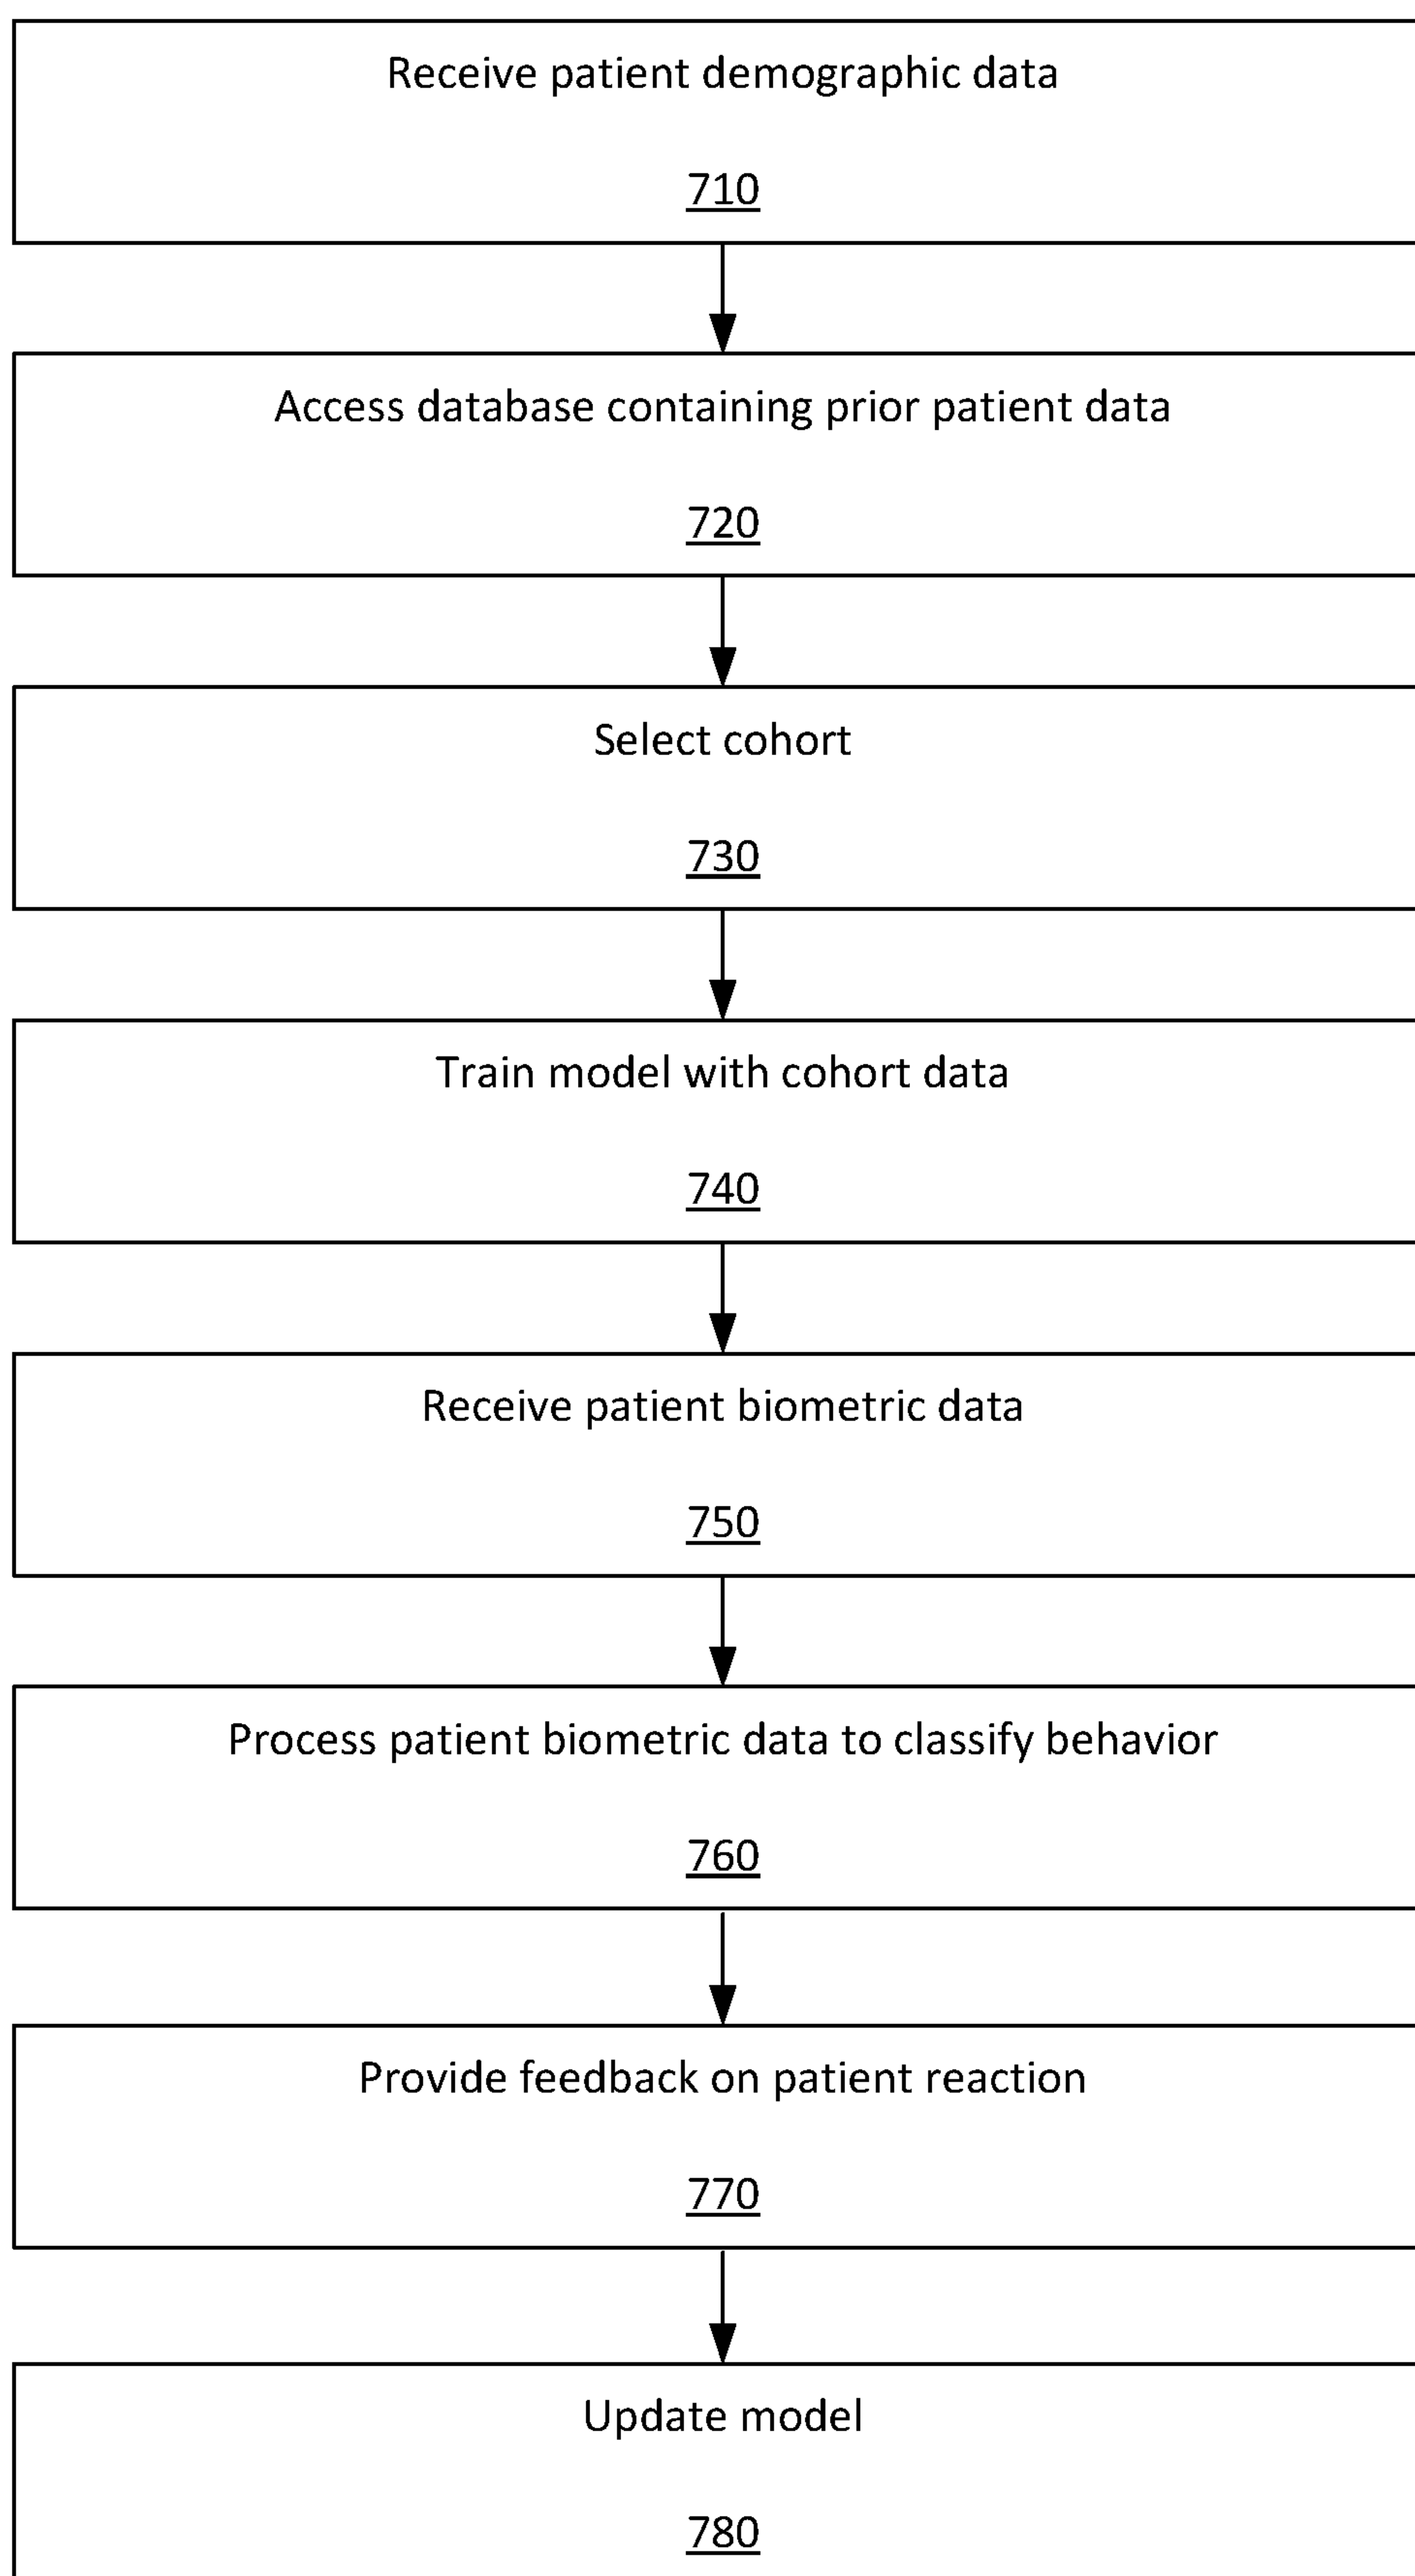 Receive patient demographic data
710
Access database containing prior patient data
720
Select cohort
730
Train model with cohort data
740
Receive patient biometric data
750
Process patient biometric data to classify behavior
760
Provide feedback on patient reaction
770
Update model
780